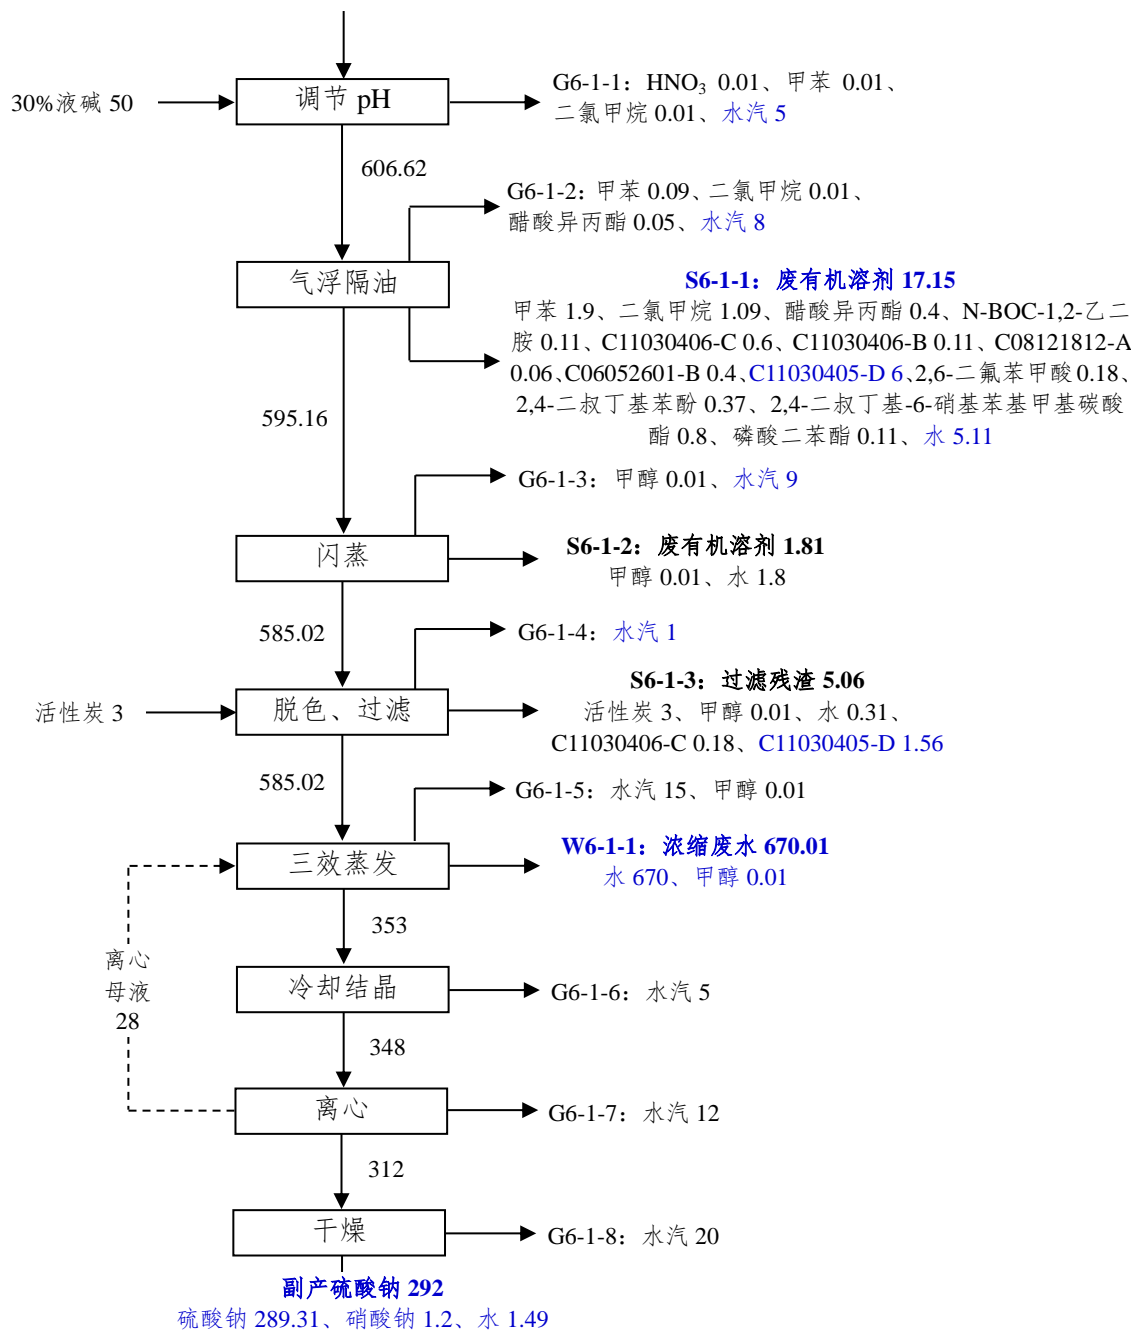 30%液碱 50
调节 pH
G6-1-1：HNO₃ 0.01、甲苯 0.01、
二氯甲烷 0.01、水汽 5
606.62
G6-1-2：甲苯 0.09、二氯甲烷 0.01、
醋酸异丙酯 0.05、水汽 8
气浮隔油
S6-1-1：废有机溶剂 17.15
甲苯 1.9、二氯甲烷 1.09、醋酸异丙酯 0.4、N-BOC-1,2-乙二
胺 0.11、C11030406-C 0.6、C11030406-B 0.11、C08121812-A
0.06、C06052601-B 0.4、C11030405-D 6、2,6-二氟苯甲酸 0.18、
2,4-二叔丁基苯酚 0.37、2,4-二叔丁基-6-硝基苯基甲基碳酸
酯 0.8、磷酸二苯酯 0.11、水 5.11
595.16
G6-1-3：甲醇 0.01、水汽 9
闪蒸
S6-1-2：废有机溶剂 1.81
甲醇 0.01、水 1.8
585.02
G6-1-4：水汽 1
活性炭 3
脱色、过滤
S6-1-3：过滤残渣 5.06
活性炭 3、甲醇 0.01、水 0.31、
C11030406-C 0.18、C11030405-D 1.56
585.02
G6-1-5：水汽 15、甲醇 0.01
三效蒸发
W6-1-1：浓缩废水 670.01
水 670、甲醇 0.01
353
离心
母液
28
冷却结晶
G6-1-6：水汽 5
348
离心
G6-1-7：水汽 12
312
干燥
G6-1-8：水汽 20
副产硫酸钠 292
硫酸钠 289.31、硝酸钠 1.2、水 1.49